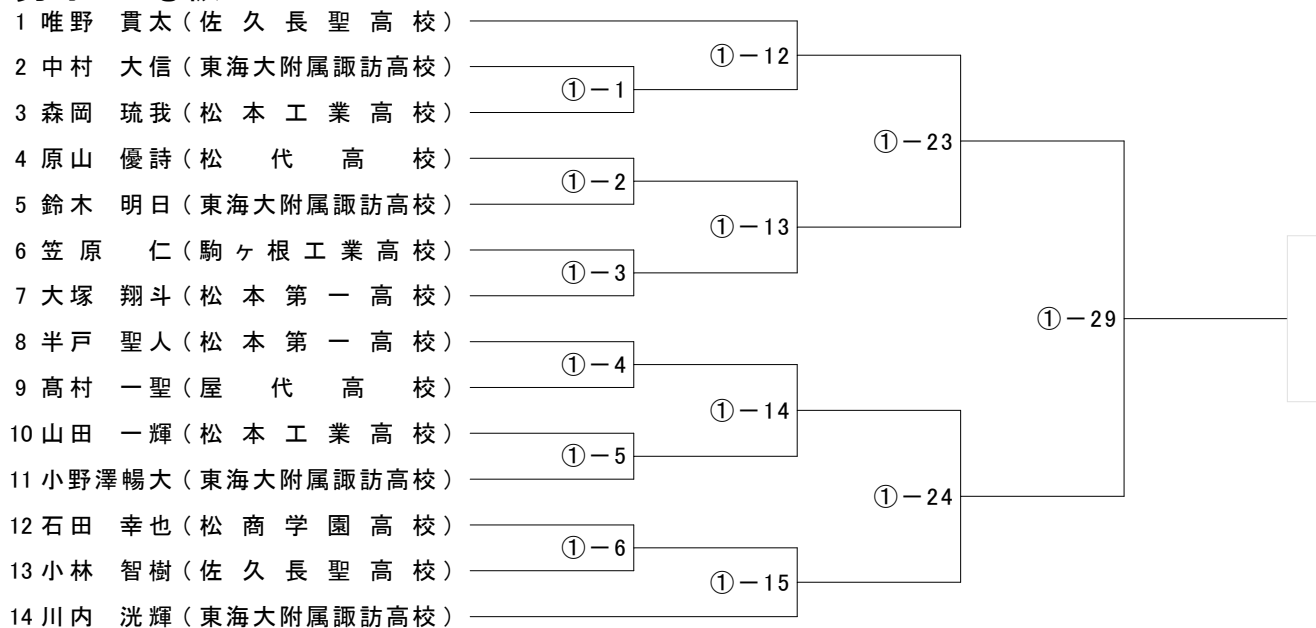 1 唯野 貫太(佐久長聖高校)
①-12
2 中村 大信(東海大附属諏訪高校)
①-1
3 森岡 琉我(松本工業高校)
4 原山 優詩(松代高校)
①-23
①-2
5 鈴木 明日(東海大附属諏訪高校)
①-13
6 笠原 仁(駒ヶ根工業高校)
①-3
7 大塚 翔斗(松本第一高校)
①-29
8 半戸 聖人(松本第一高校)
①-4
9 髙村 一聖(屋代高校)
①-14
10 山田 一輝(松本工業高校)
①-5
11 小野澤暢大(東海大附属諏訪高校)
①-24
12 石田 幸也(松商学園高校)
①-6
13 小林 智樹(佐久長聖高校)
①-15
14 川内 洸輝(東海大附属諏訪高校)